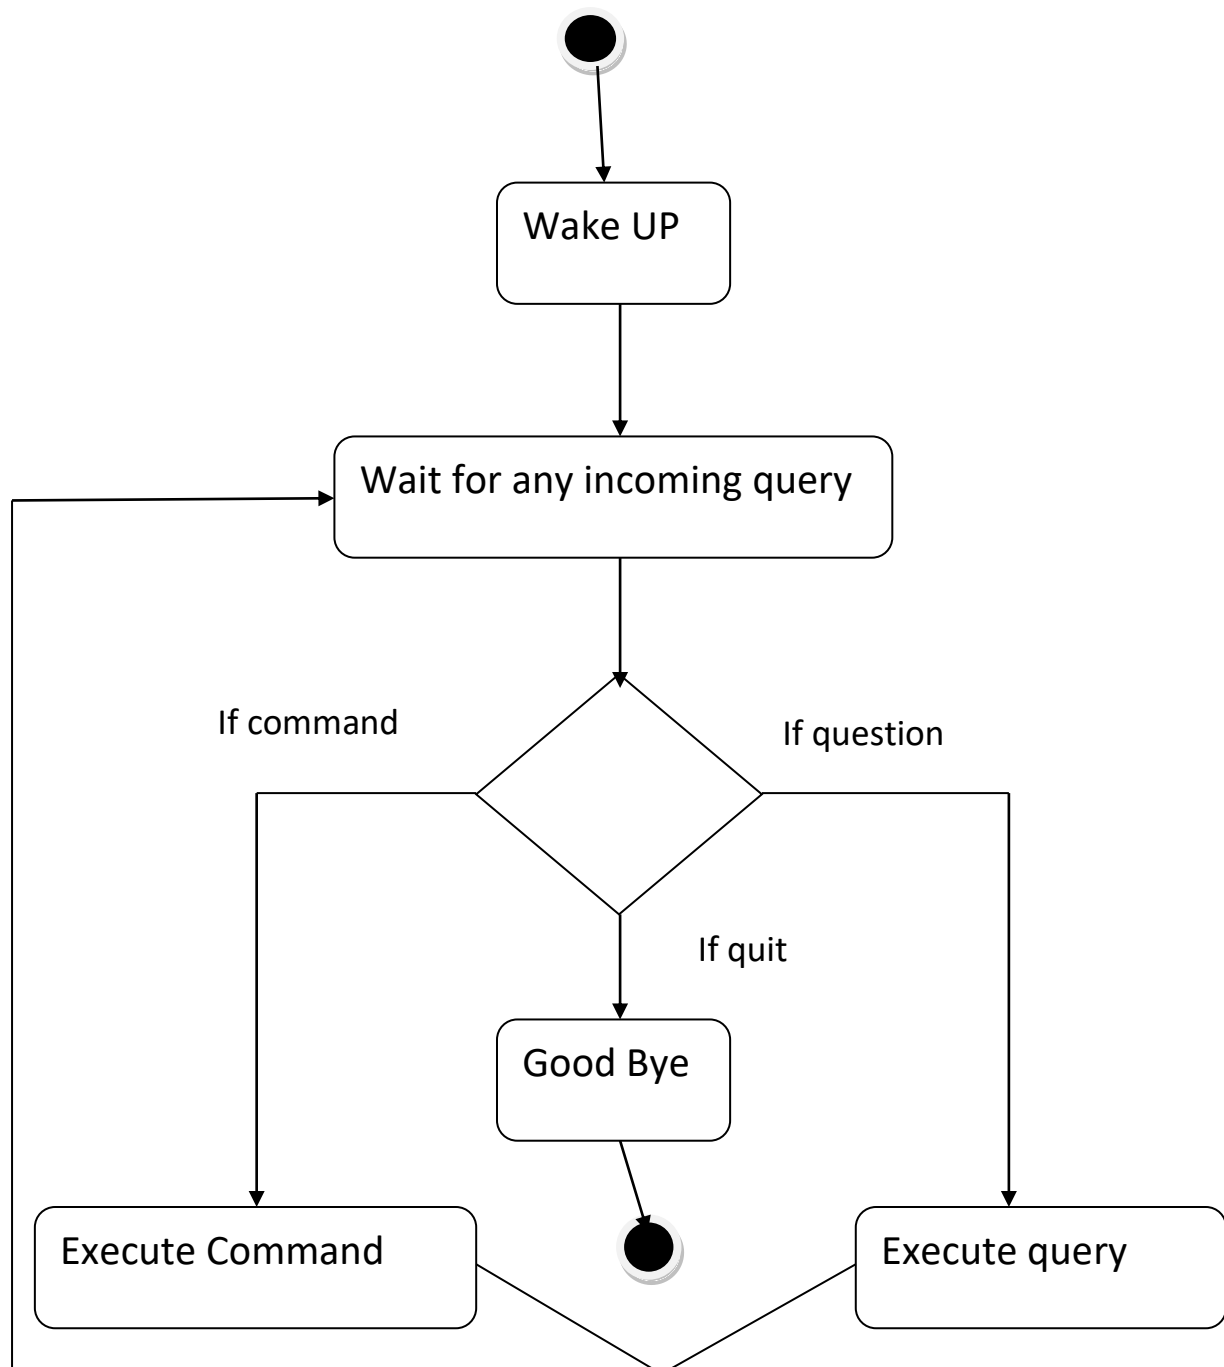 Wake UP
Wait for any incoming query
If command
If question
If quit
Good Bye
Execute Command
Execute query